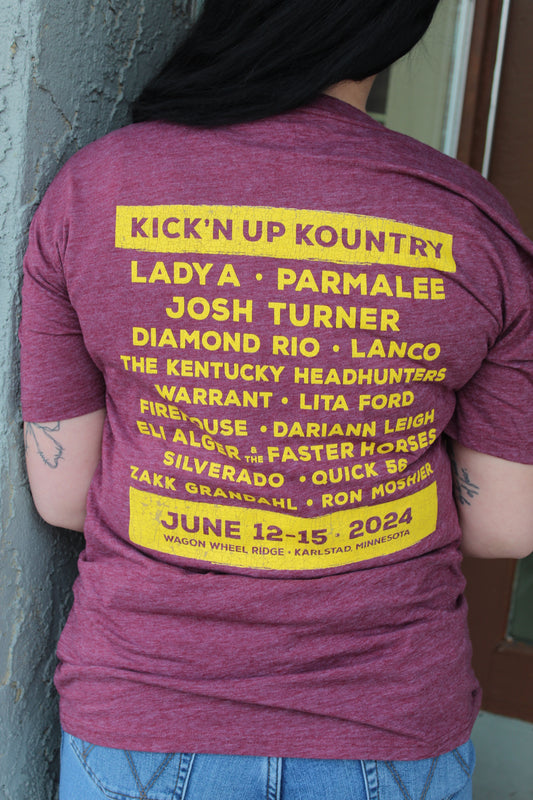 KICK'N UP KOUNTRY
LADY A • PARMALEE
JOSH TURNER
DIAMOND RIO • LANCO
THE KENTUCKY HEADHUNTERS
WARRANT • LITA FORD
FIREHOUSE • DARIANN LEIGH
ELI ALGER & THE FASTER HORSES
SILVERADO • QUICK 56
ZAKK GRANDAHL • RON MOSHIER
JUNE 12-15 • 2024
WAGON WHEEL RIDGE • KARLSTAD, MINNESOTA